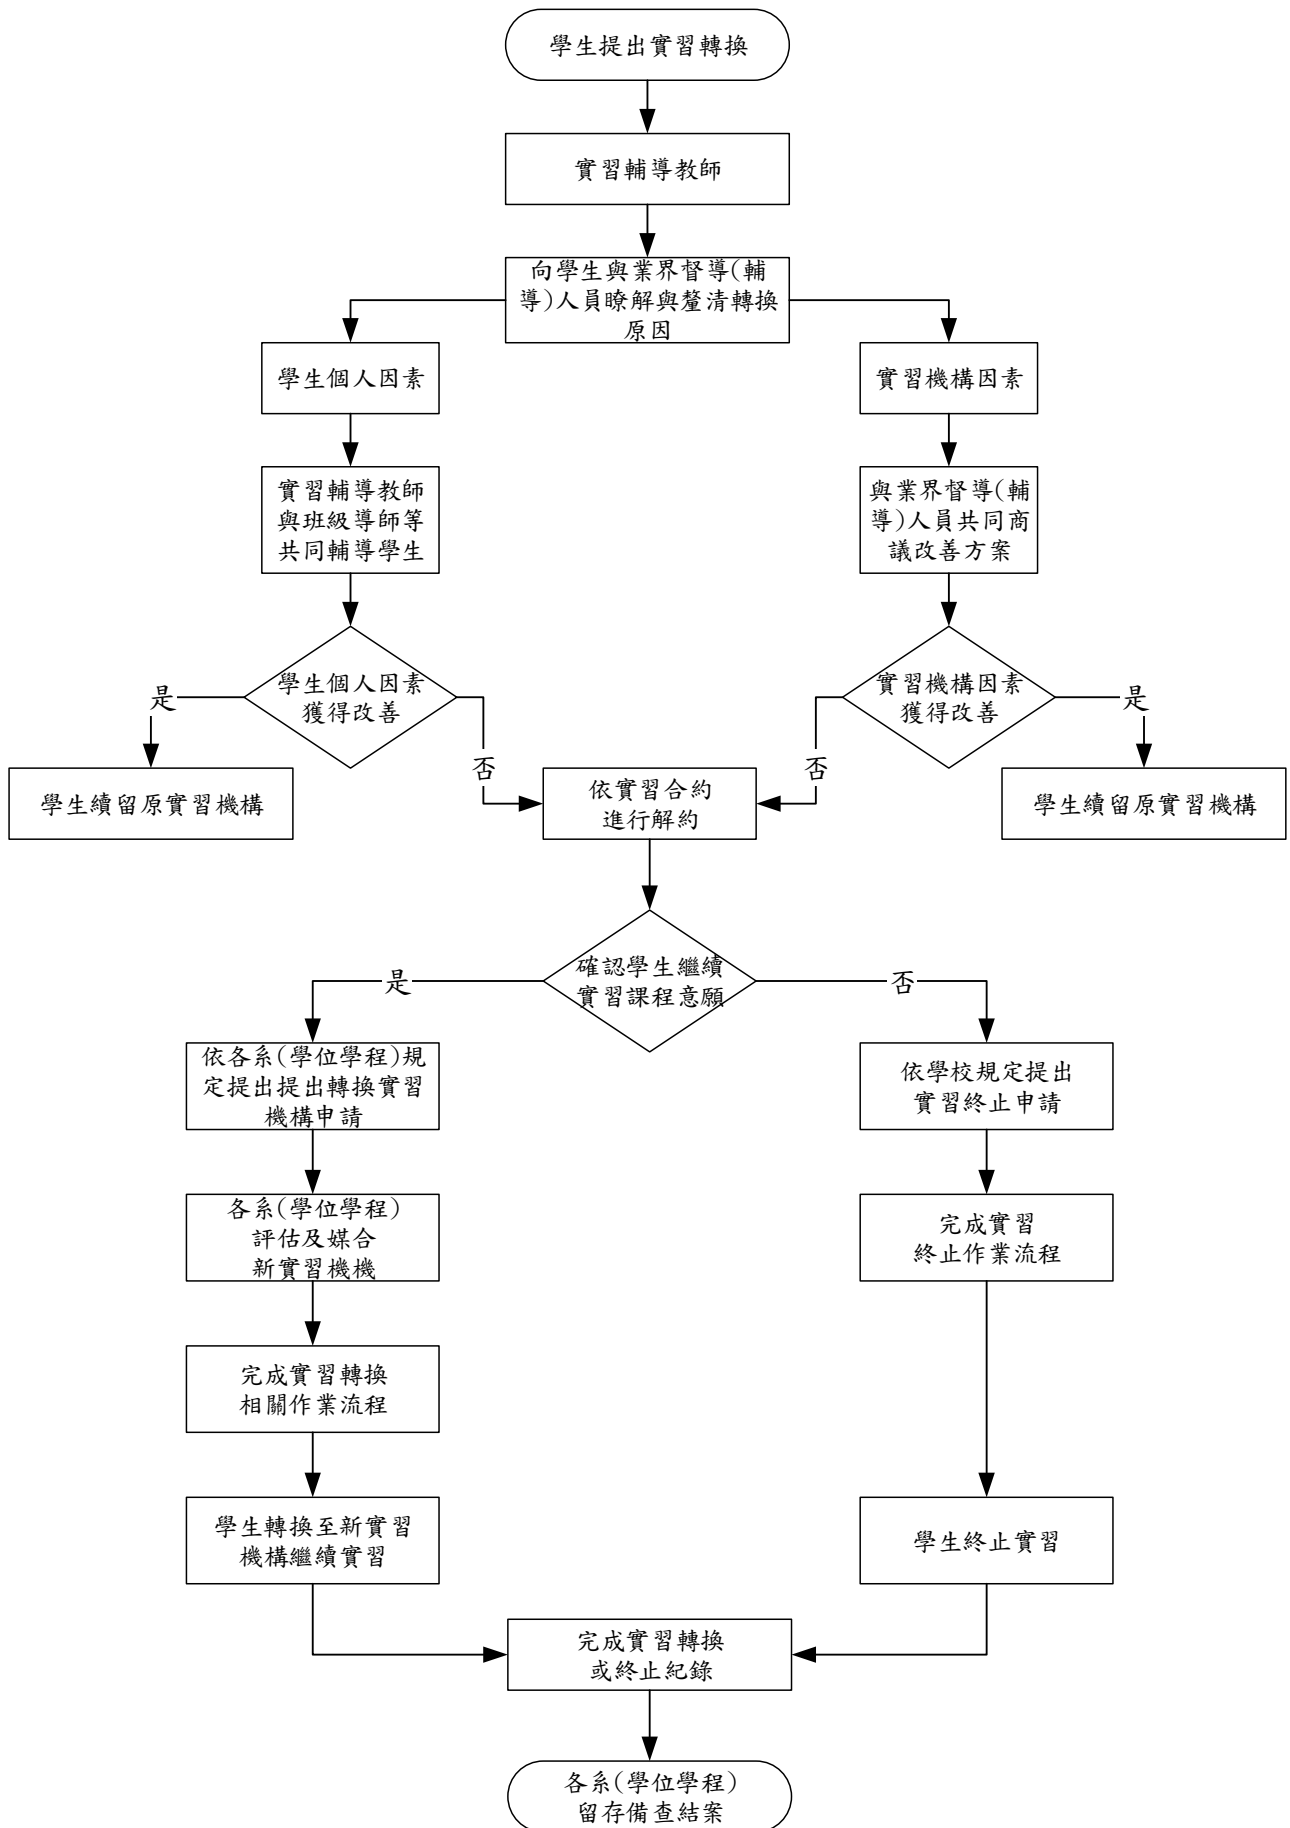 學生提出實習轉換
實習輔導教師
向學生與業界督導(輔
導)人員瞭解與釐清轉換
原因
學生個人因素
實習機構因素
實習輔導教師
與班級導師等
共同輔導學生
與業界督導(輔
導)人員共同商
議改善方案
學生個人因素
獲得改善
實習機構因素
獲得改善
是
是
否
否
學生續留原實習機構
依實習合約
進行解約
學生續留原實習機構
確認學生繼續
實習課程意願
是
否
依各系(學位學程)規
定提出提出轉換實習
機構申請
依學校規定提出
實習終止申請
各系(學位學程)
評估及媒合
新實習機機
完成實習
終止作業流程
完成實習轉換
相關作業流程
學生轉換至新實習
機構繼續實習
學生終止實習
完成實習轉換
或終止紀錄
各系(學位學程)
留存備查結案